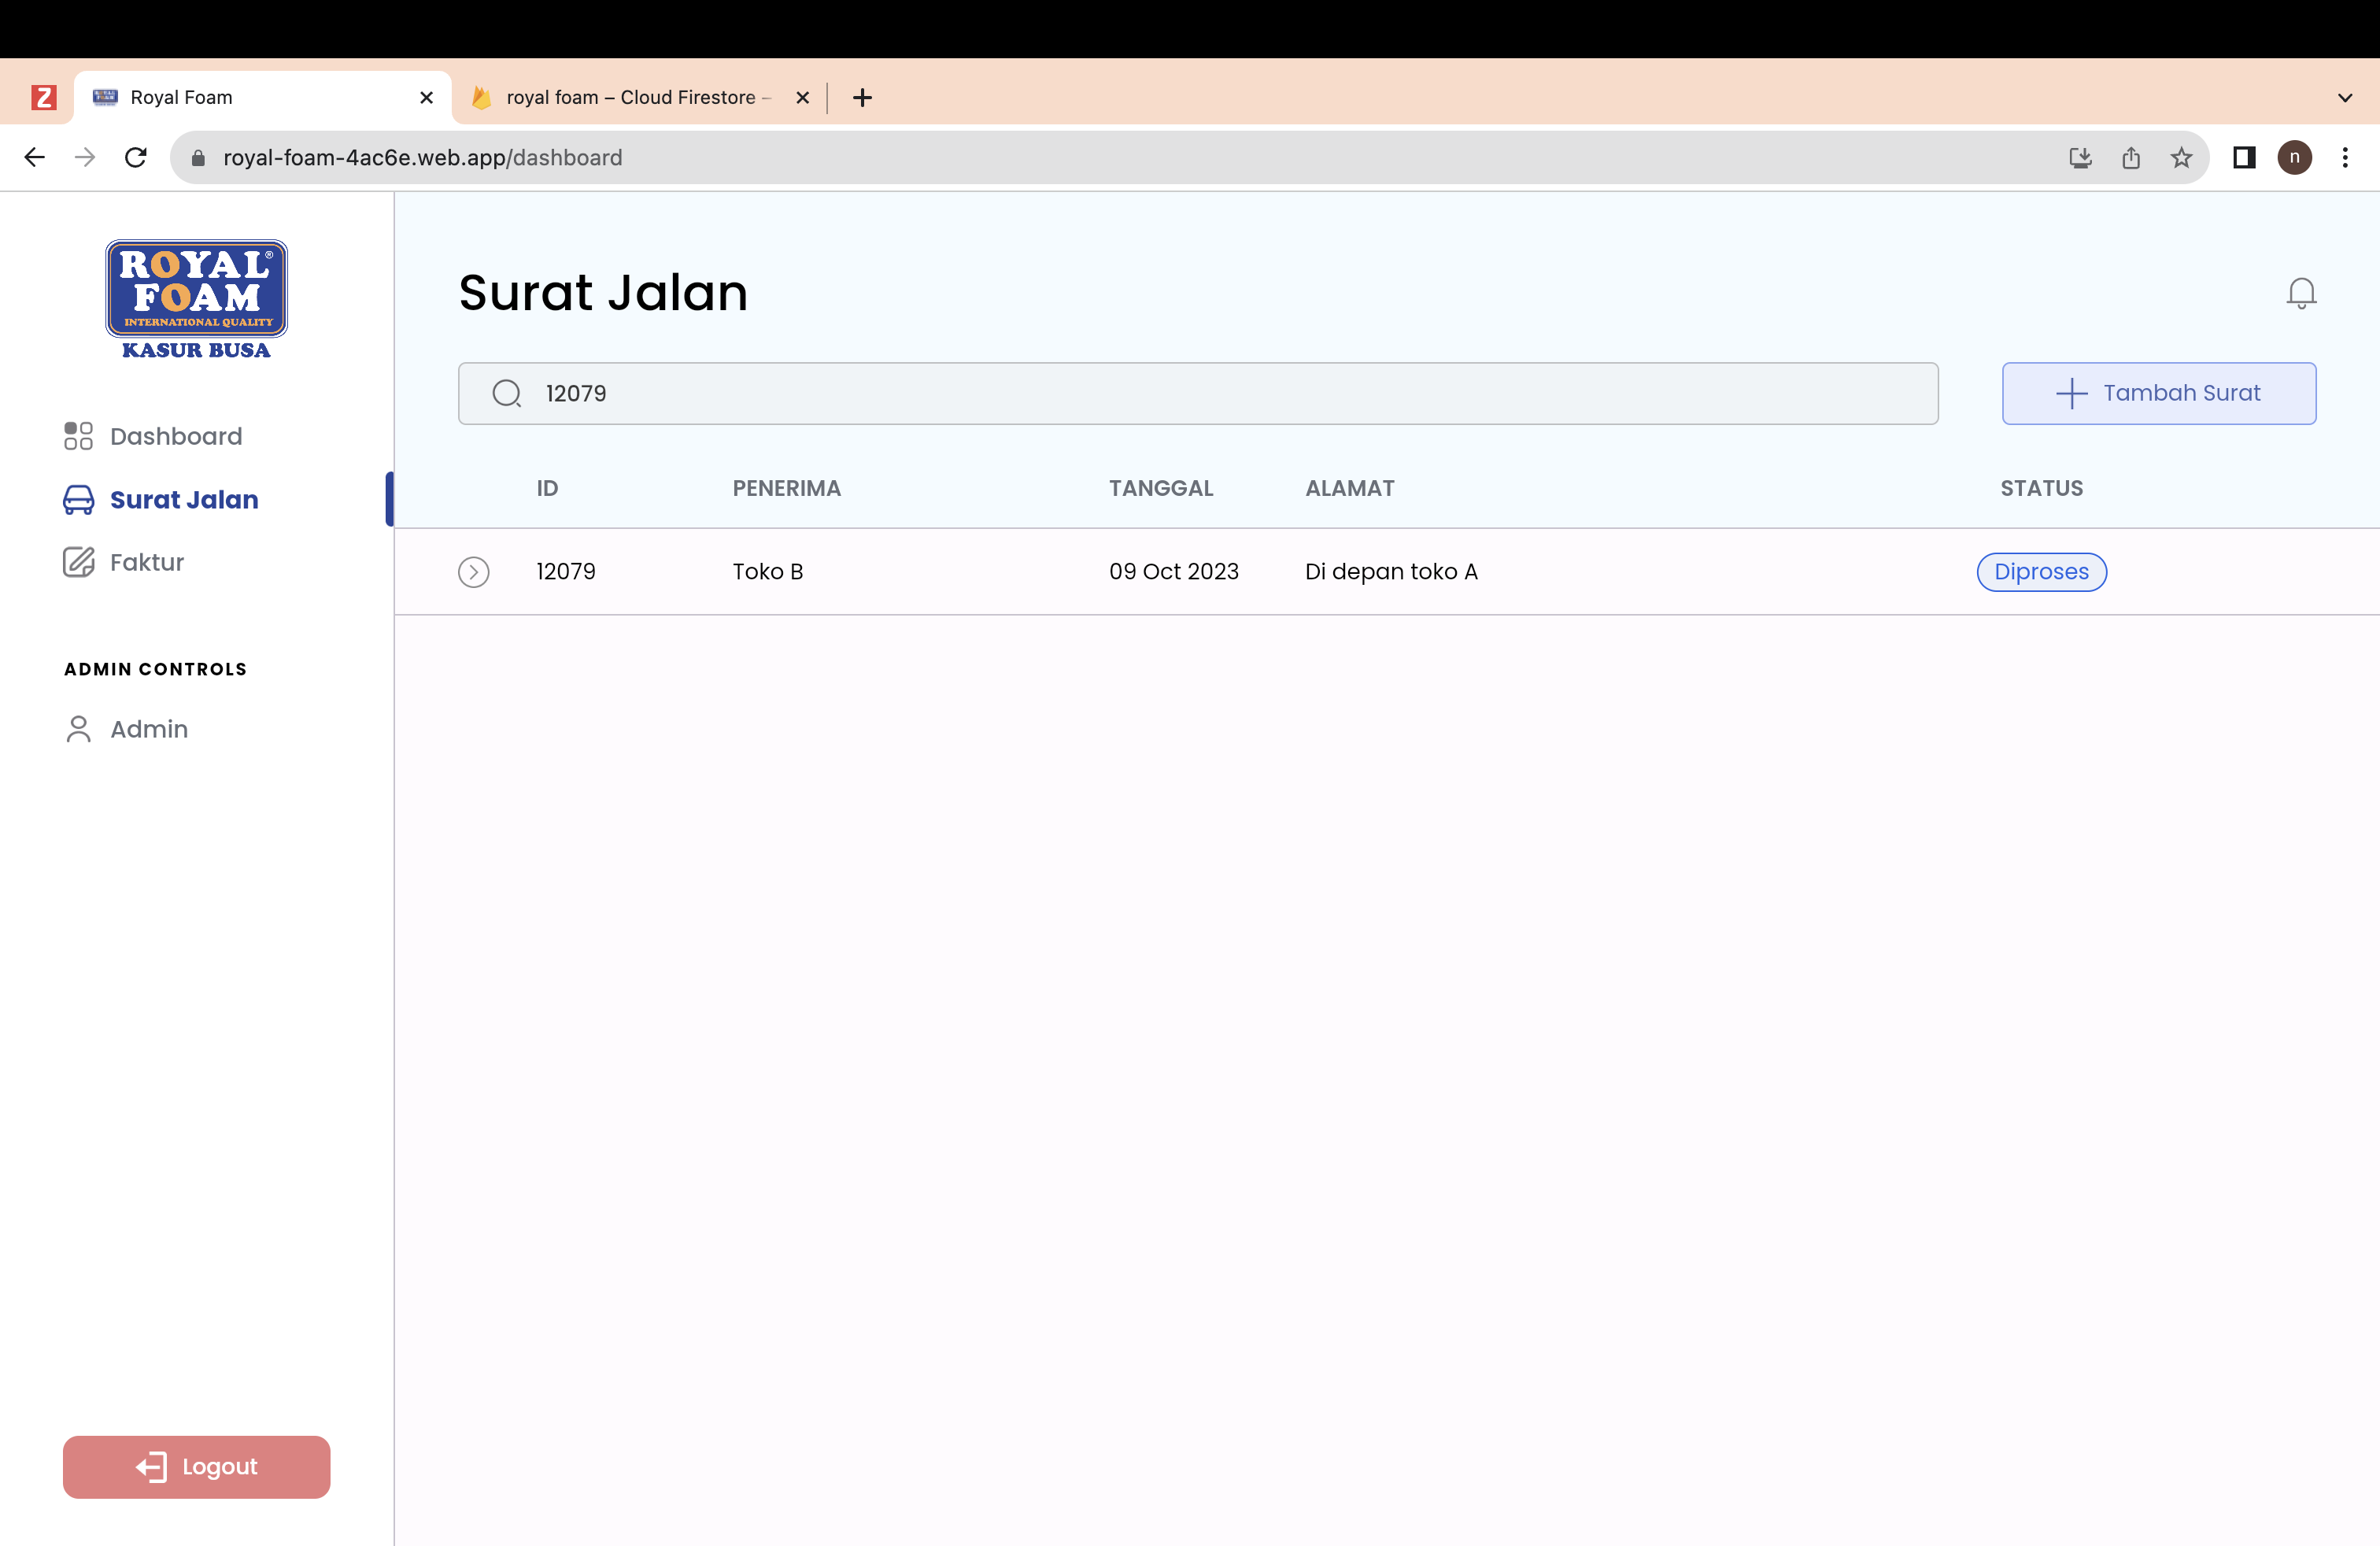 Z
Royal Foam
royal foam – Cloud Firestore –
royal-foam-4ac6e.web.app/dashboard
n
ROYAL®
FOAM
INTERNATIONAL QUALITY
KASUR BUSA
Dashboard
Surat Jalan
Faktur
ADMIN CONTROLS
Admin
Logout
Surat Jalan
12079
Tambah Surat
ID PENERIMA TANGGAL ALAMAT STATUS
12079 Toko B 09 Oct 2023 Di depan toko A Diproses